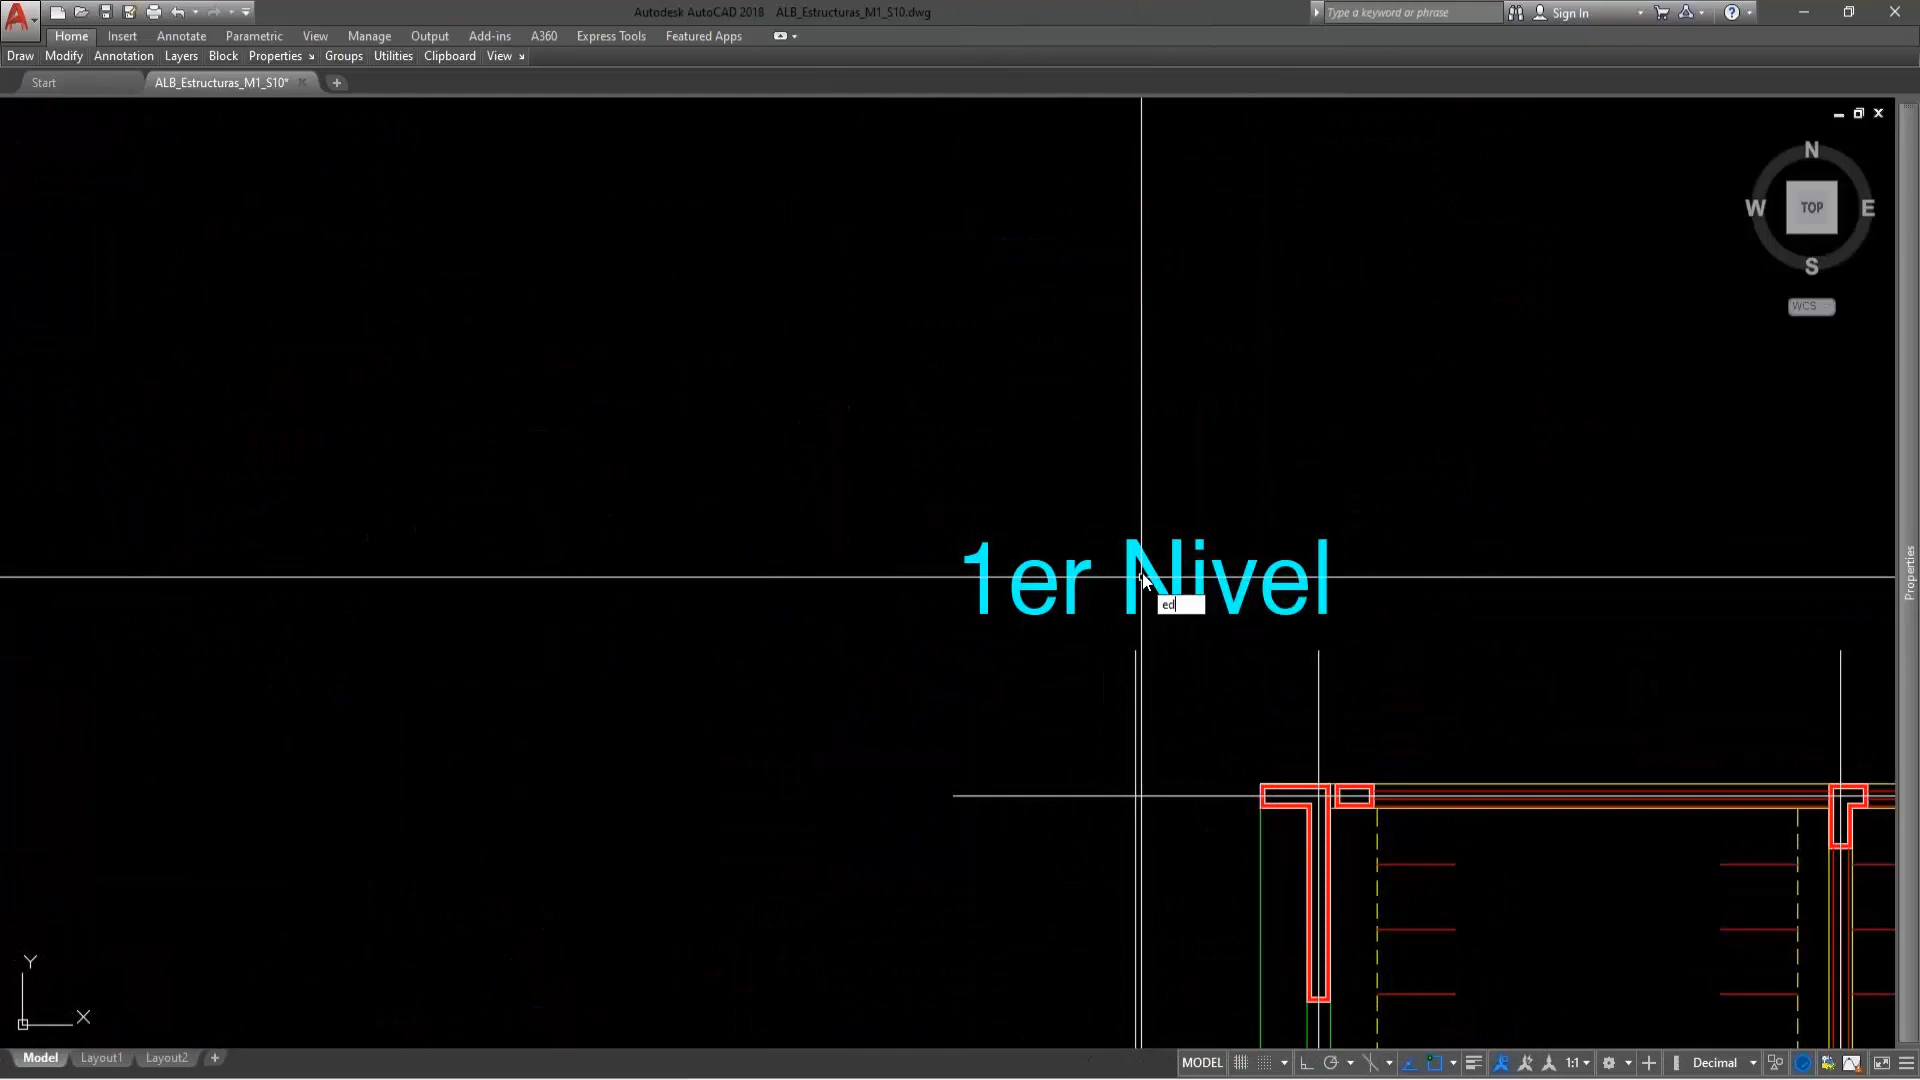 Autodesk AutoCAD 2018 ALB_Estructuras_M1_S10.dwg
Type a keyword or phrase
Sign In
Home Insert Annotate Parametric View Manage Output Add-ins A360 Express Tools Featured Apps
Draw Modify Annotation Layers Block Properties Groups Utilities Clipboard View
Start ALB_Estructuras_M1_S10*
N
W TOP E
S
WCS
1er Nivel
ed
Properties
Y
X
Model Layout1 Layout2
MODEL 1:1 Decimal